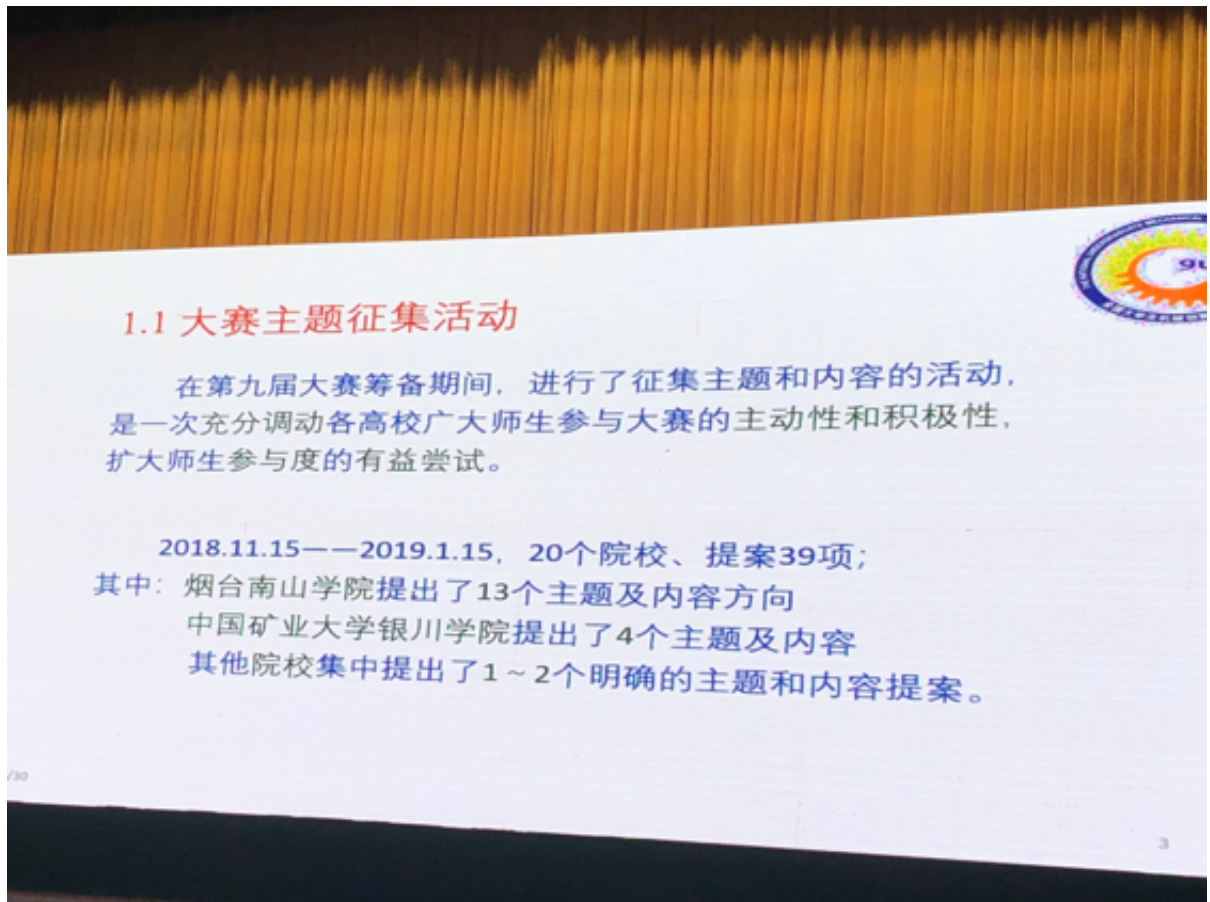 1.1 大赛主题征集活动
在第九届大赛筹备期间，进行了征集主题和内容的活动，
是一次充分调动各高校广大师生参与大赛的主动性和积极性，
扩大师生参与度的有益尝试。
2018.11.15——2019.1.15，20个院校、提案39项；
其中：烟台南山学院提出了13个主题及内容方向
中国矿业大学银川学院提出了4个主题及内容
其他院校集中提出了1～2个明确的主题和内容提案。
/30
3